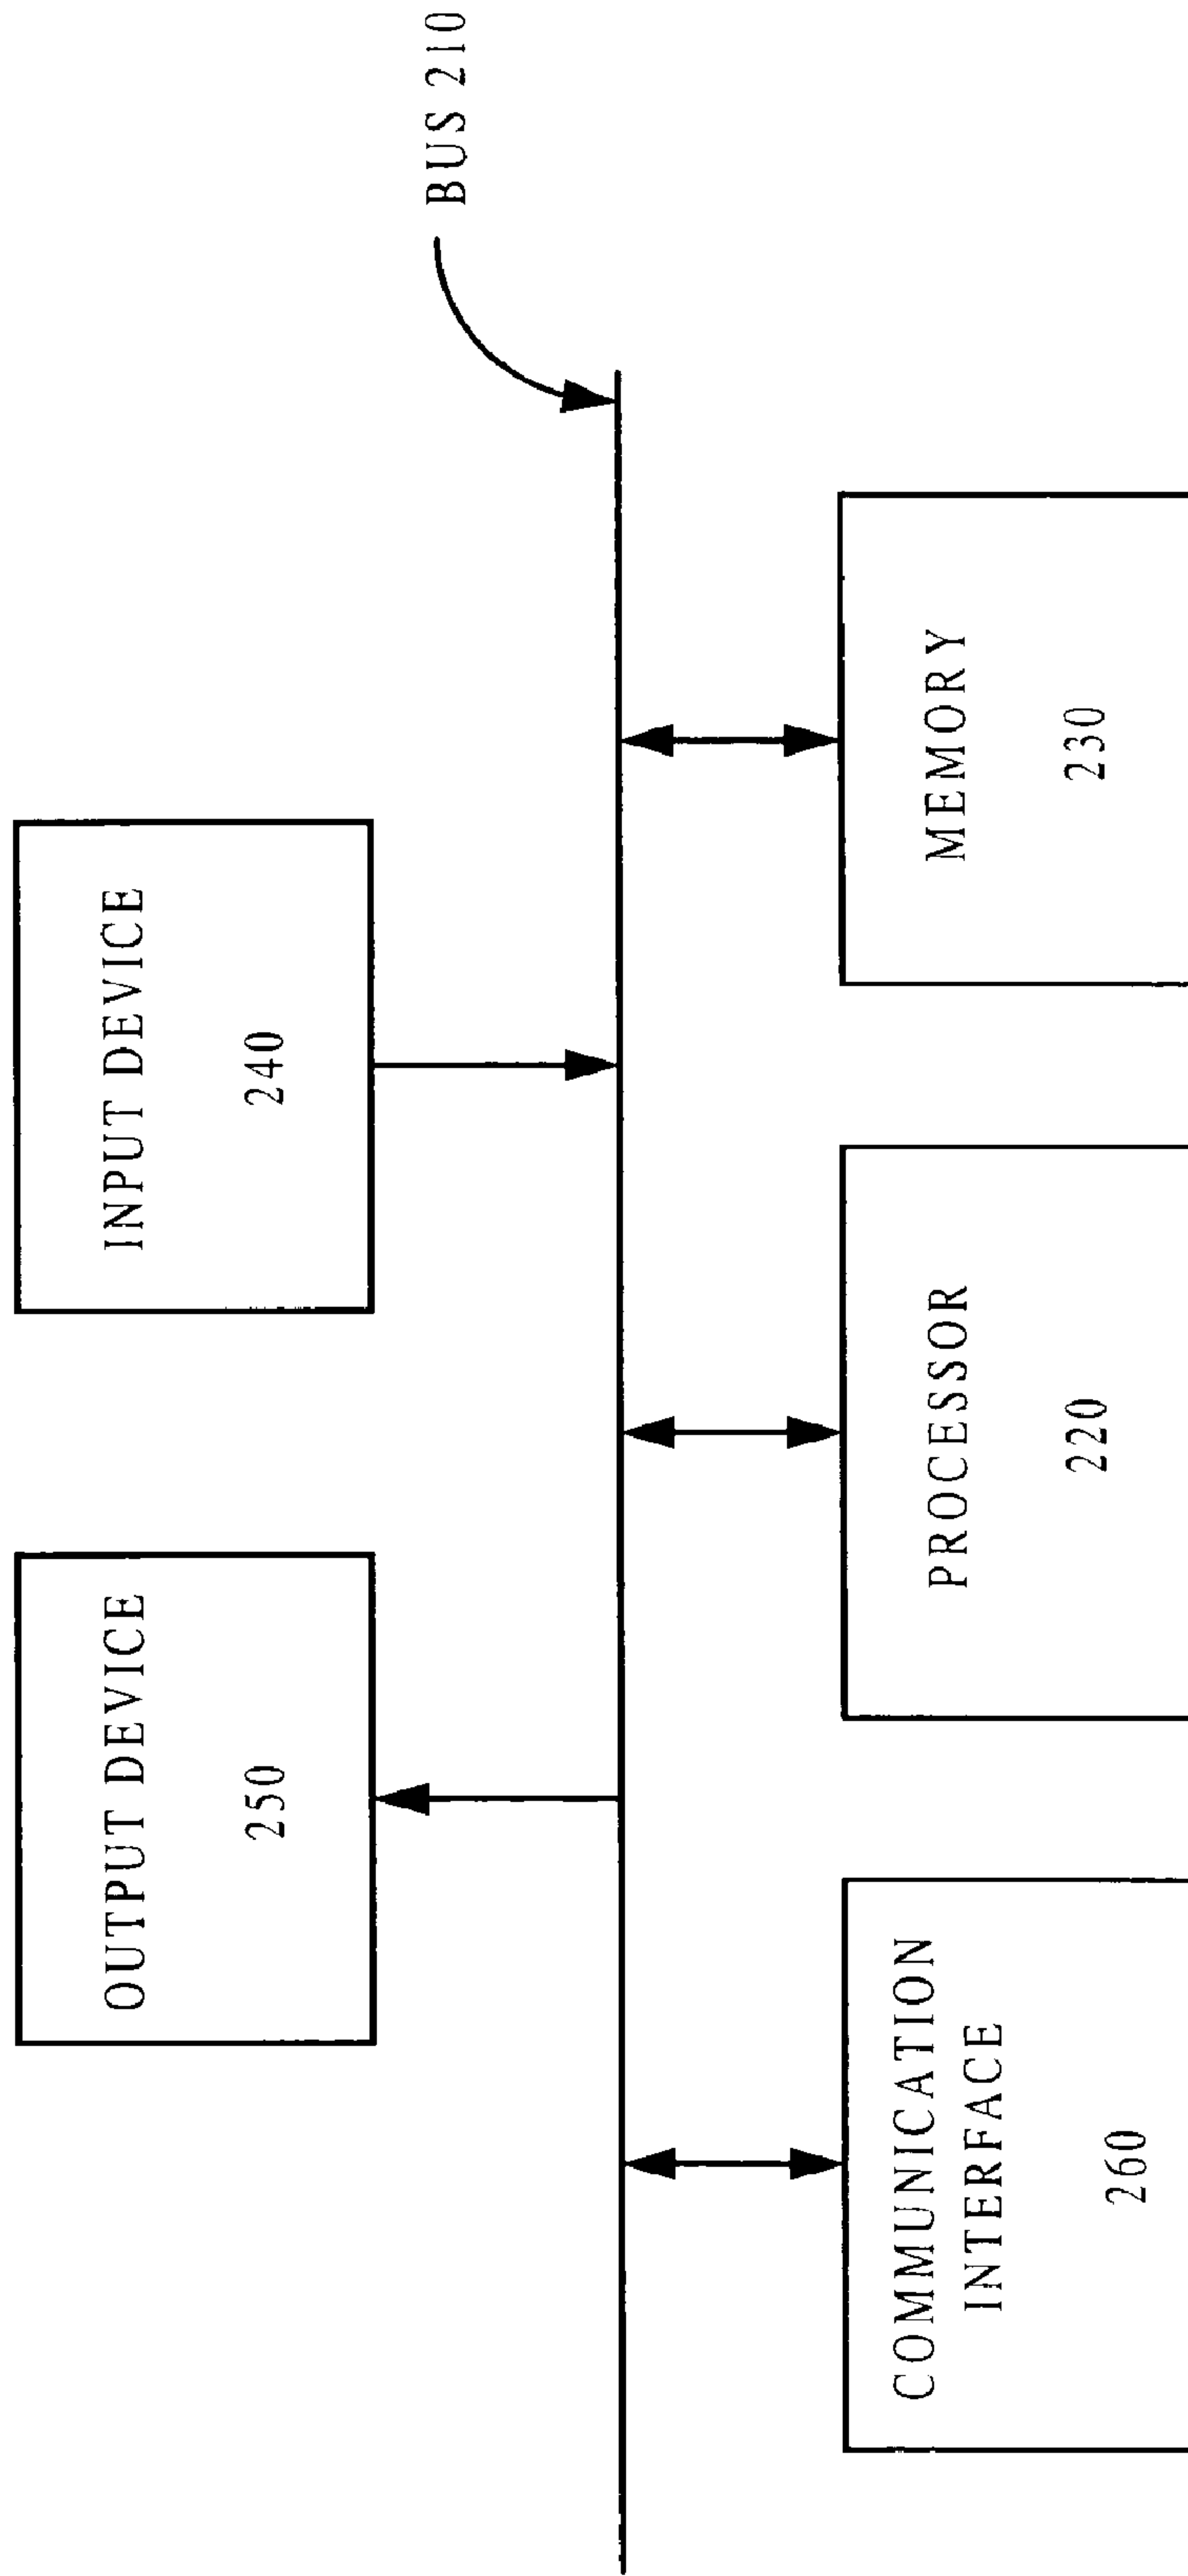 OUTPUT DEVICE
250
INPUT DEVICE
240
BUS 210
COMMUNICATION
INTERFACE
260
PROCESSOR
220
MEMORY
230